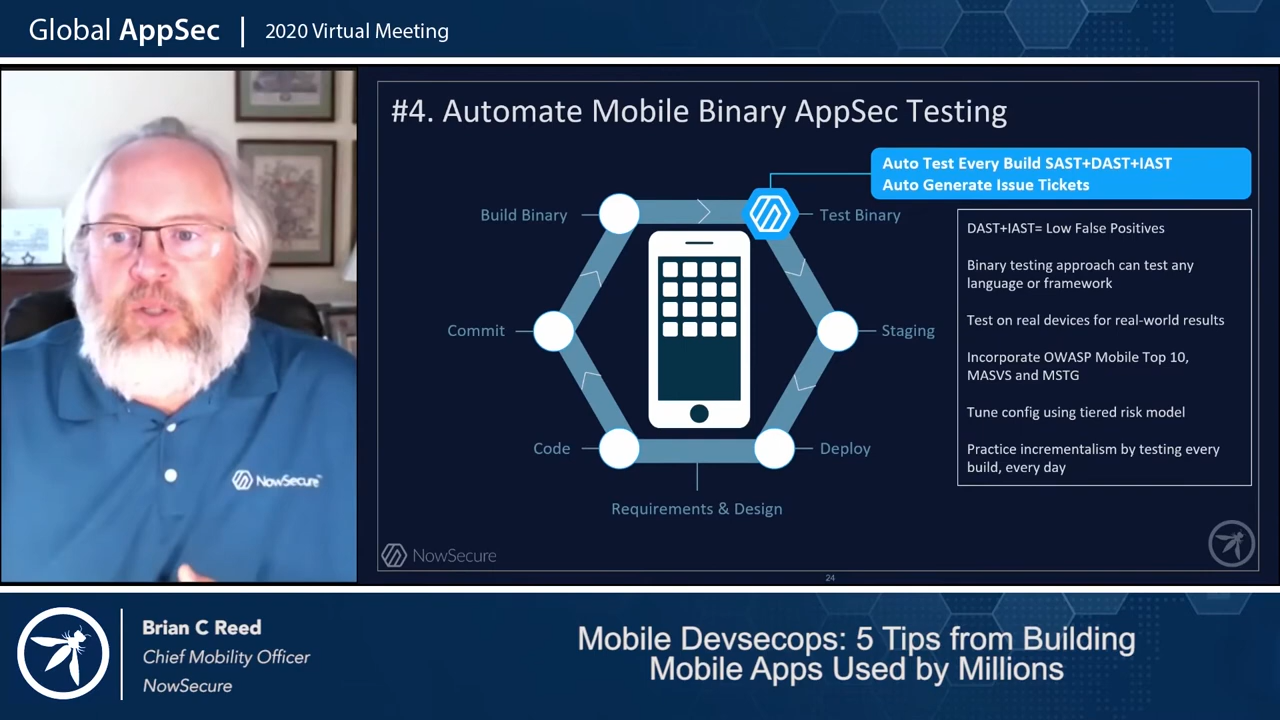 Global AppSec | 2020 Virtual Meeting
#4. Automate Mobile Binary AppSec Testing
Auto Test Every Build SAST+DAST+IAST
Auto Generate Issue Tickets
Build Binary
Test Binary
Commit
Staging
Code
Deploy
Requirements & Design
DAST+IAST= Low False Positives
Binary testing approach can test any
language or framework
Test on real devices for real-world results
Incorporate OWASP Mobile Top 10,
MASVS and MSTG
Tune config using tiered risk model
Practice incrementalism by testing every
build, every day
NowSecure™
NowSecure
24
Brian C Reed
Chief Mobility Officer
NowSecure
Mobile Devsecops: 5 Tips from Building
Mobile Apps Used by Millions